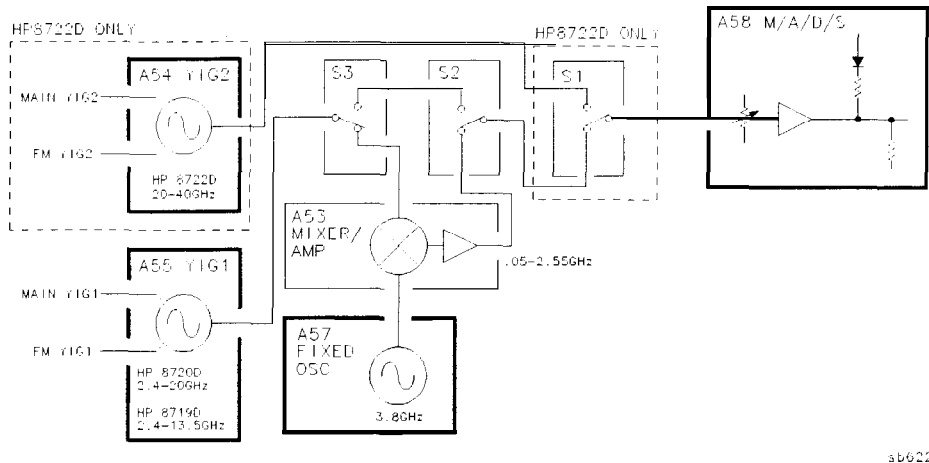 HP8722D ONLY
A54 YIG2
MAIN YIG2
FM YIG2
HP 8722D
20-40GHz
S3
S2
HP8722D ONLY
S1
A58 M/A/D/S
A53
MIXER/
AMP
.05-2.55GHz
A55 YIG1
MAIN YIG1
FM YIG1
HP 8720D
2.4-20GHz
HP 8719D
2.4-13.5GHz
A57
FIXED
OSC
3.8GHz